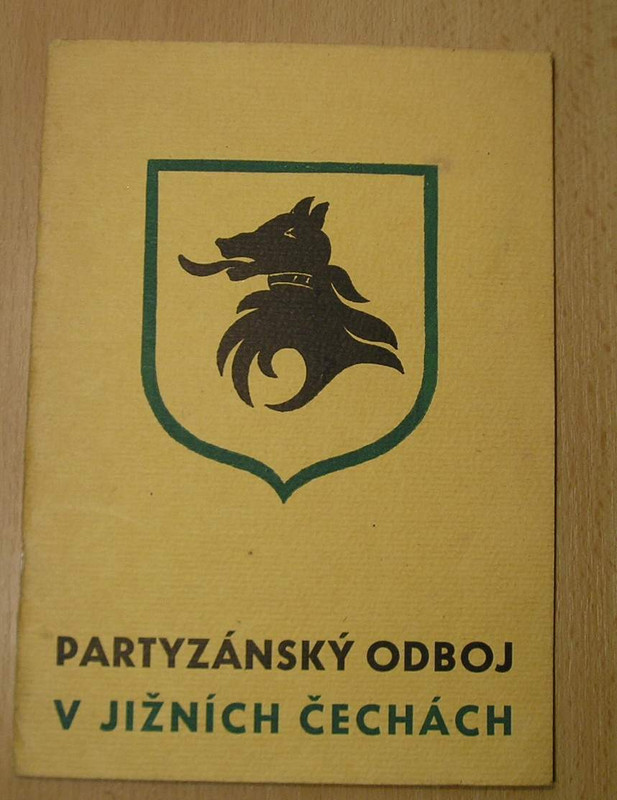 PARTYZÁNSKÝ ODBOJ
V JIŽNÍCH ČECHÁCH